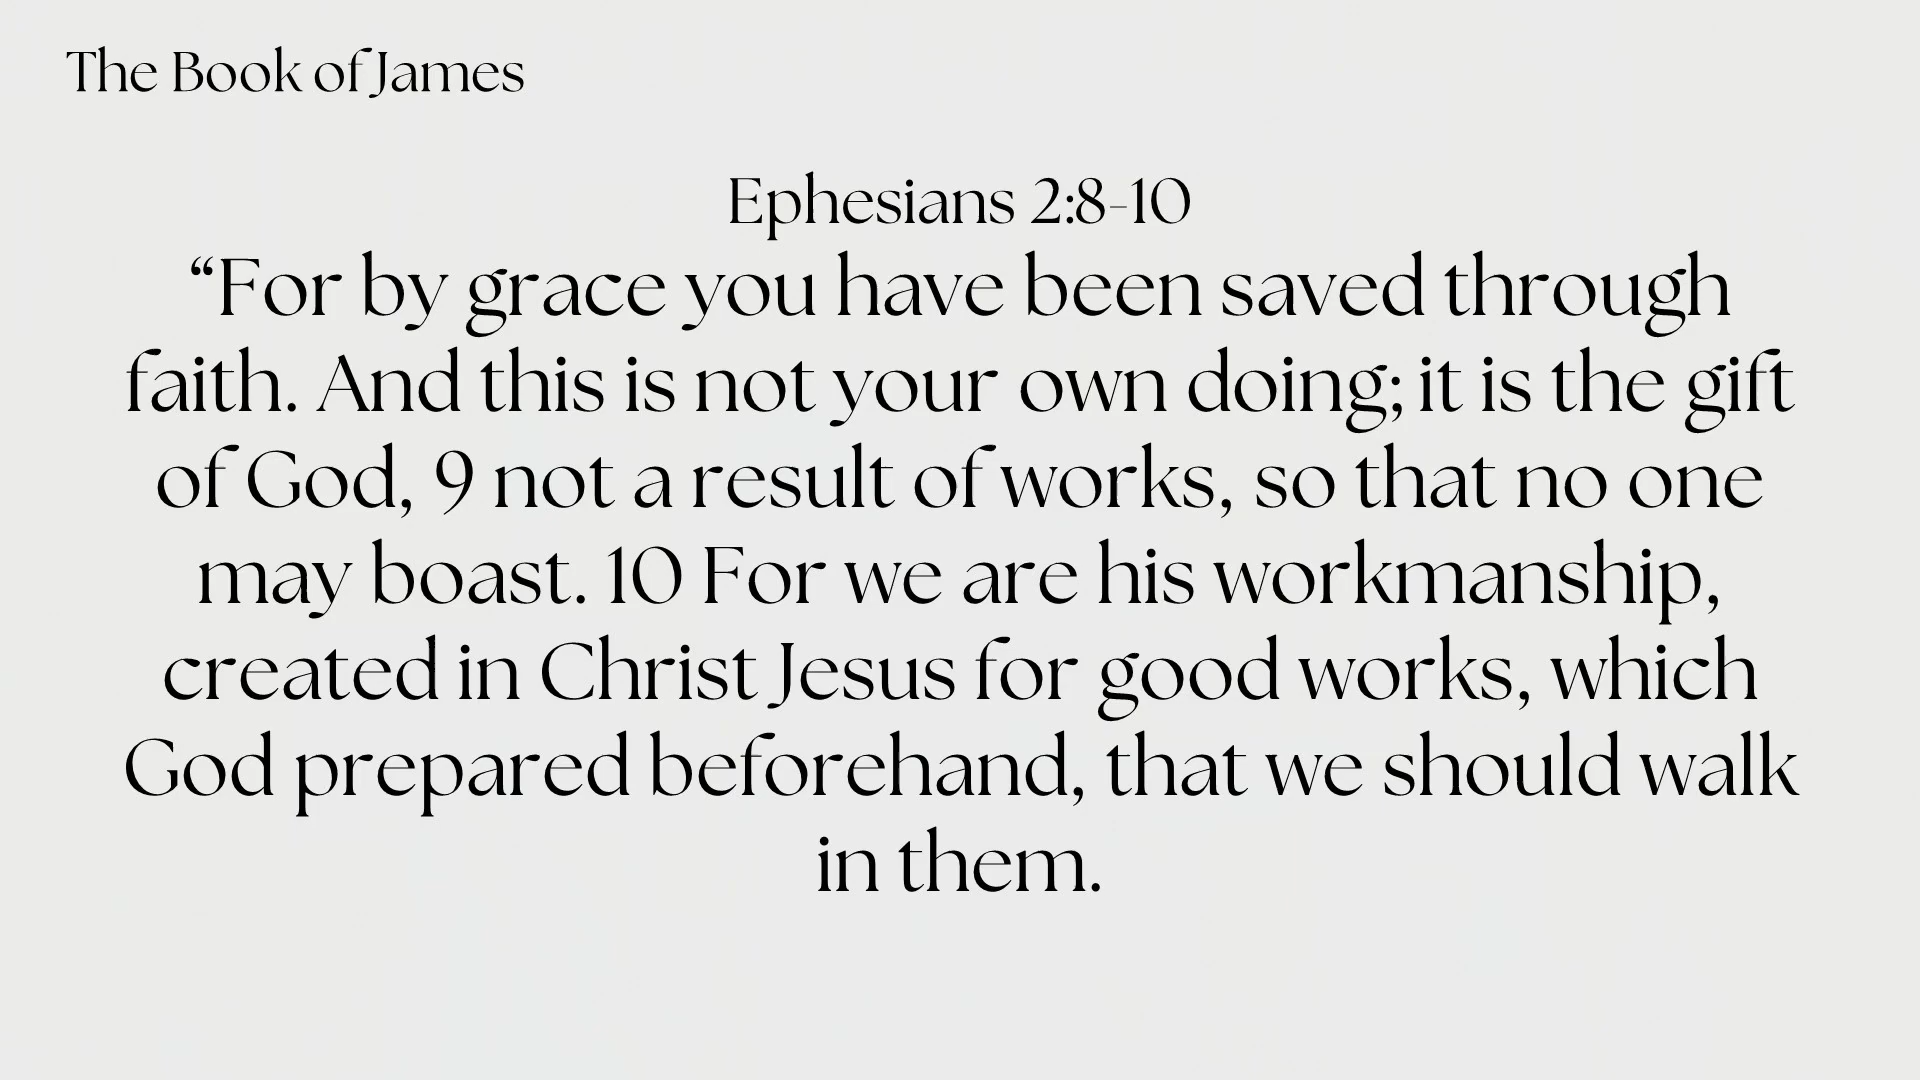 The Book of James
Ephesians 2:8-10
“For by grace you have been saved through
faith. And this is not your own doing; it is the gift
of God, 9 not a result of works, so that no one
may boast. 10 For we are his workmanship,
created in Christ Jesus for good works, which
God prepared beforehand, that we should walk
in them.